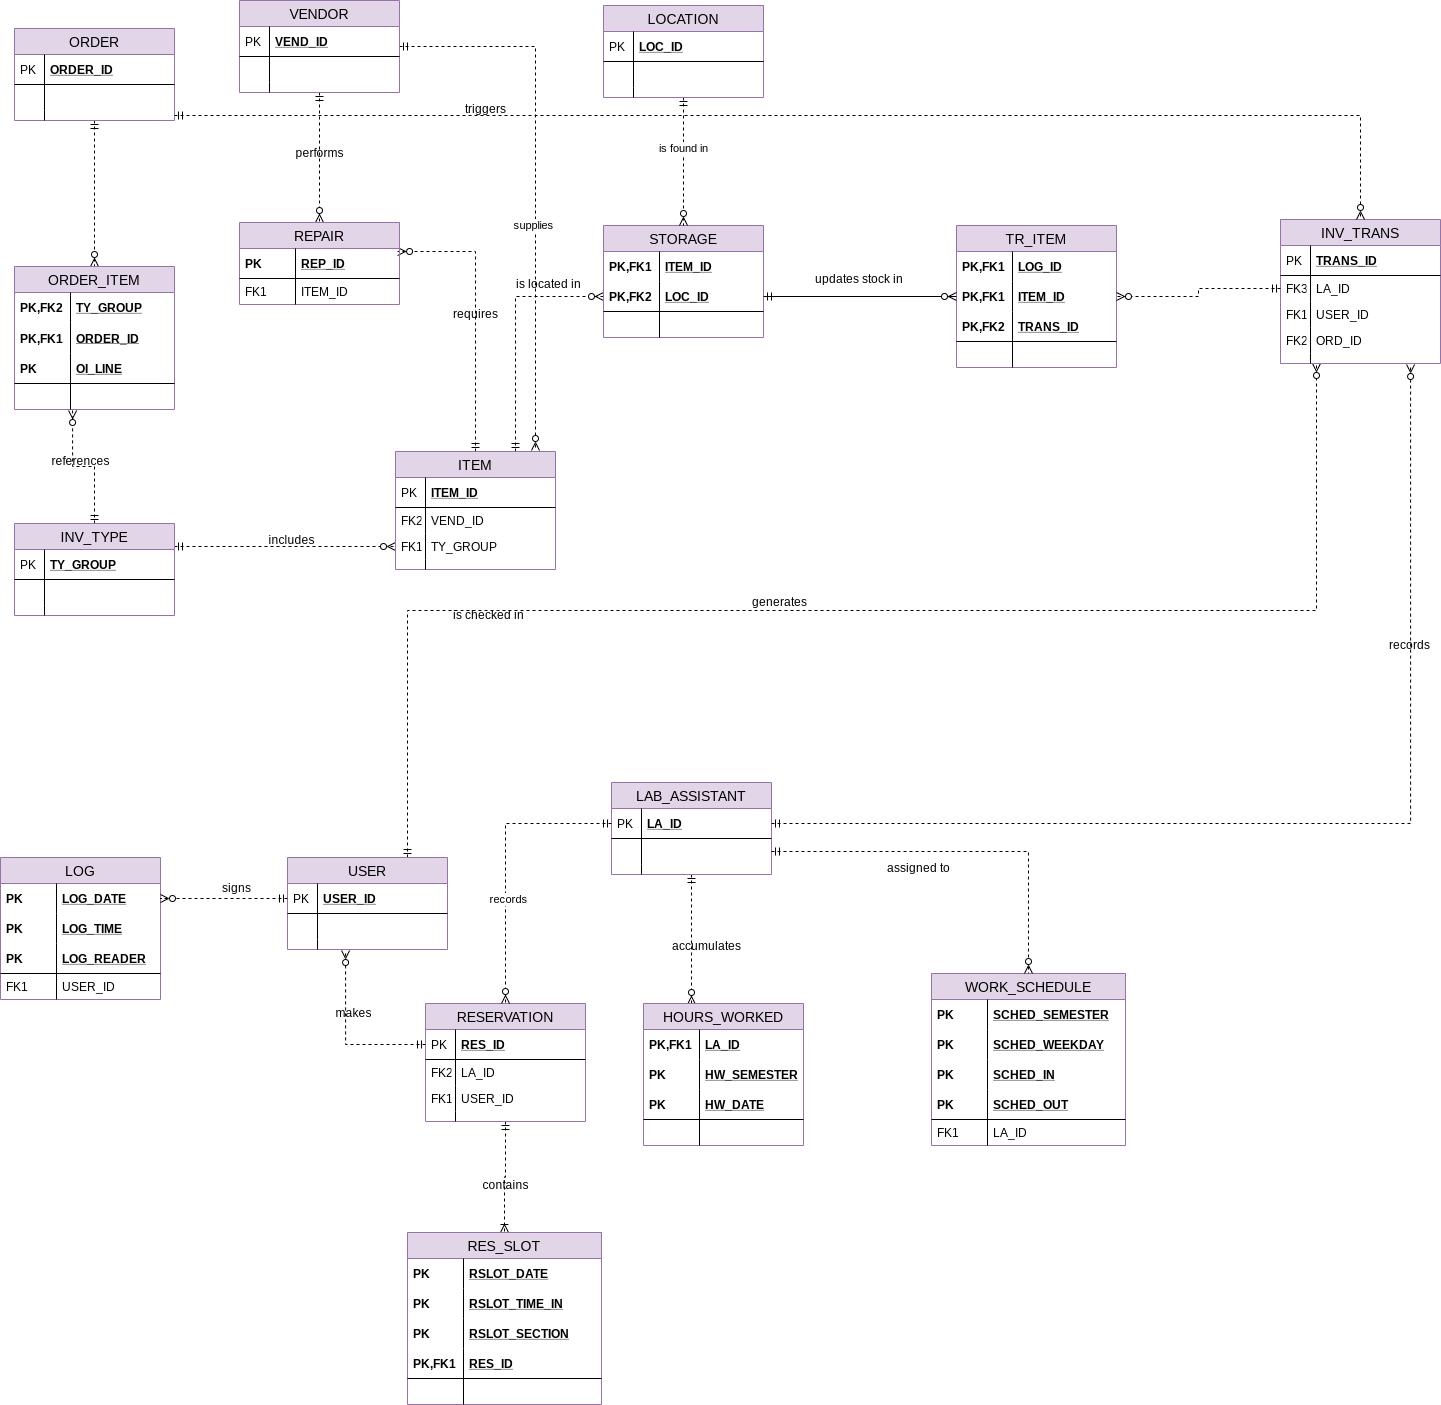 VENDOR
PK VEND_ID
LOCATION
PK LOC_ID
ORDER
PK ORDER_ID
triggers
performs
is found in
supplies
REPAIR
PK REP_ID
FK1 ITEM_ID
STORAGE
PK,FK1 ITEM_ID
PK,FK2 LOC_ID
TR_ITEM
PK,FK1 LOG_ID
PK,FK1 ITEM_ID
PK,FK2 TRANS_ID
INV_TRANS
PK TRANS_ID
FK3 LA_ID
FK1 USER_ID
FK2 ORD_ID
ORDER_ITEM
PK,FK2 TY_GROUP
PK,FK1 ORDER_ID
PK OI_LINE
is located in
updates stock in
requires
references
ITEM
PK ITEM_ID
FK2 VEND_ID
FK1 TY_GROUP
INV_TYPE
PK TY_GROUP
includes
generates
is checked in
records
LAB_ASSISTANT
PK LA_ID
LOG
PK LOG_DATE
PK LOG_TIME
PK LOG_READER
FK1 USER_ID
signs
USER
PK USER_ID
records
assigned to
accumulates
makes
RESERVATION
PK RES_ID
FK2 LA_ID
FK1 USER_ID
HOURS_WORKED
PK,FK1 LA_ID
PK HW_SEMESTER
PK HW_DATE
WORK_SCHEDULE
PK SCHED_SEMESTER
PK SCHED_WEEKDAY
PK SCHED_IN
PK SCHED_OUT
FK1 LA_ID
contains
RES_SLOT
PK RSLOT_DATE
PK RSLOT_TIME_IN
PK RSLOT_SECTION
PK,FK1 RES_ID